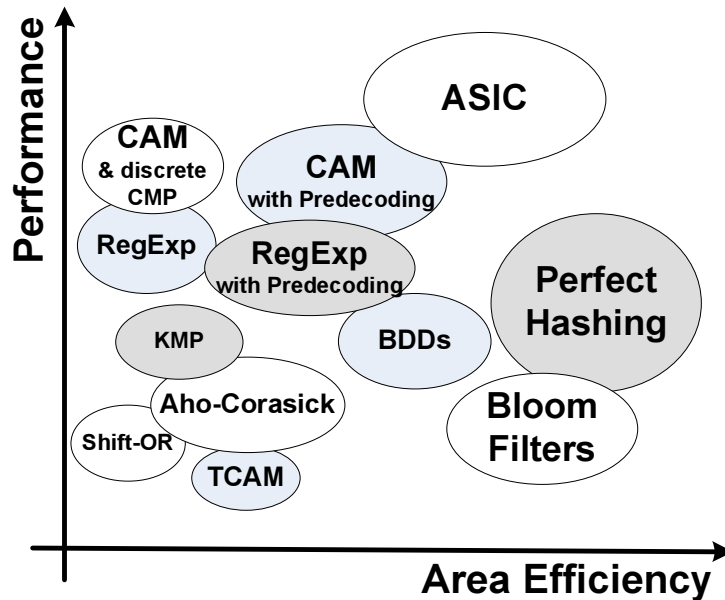 Performance
ASIC
CAM
& discrete
CMP
CAM
with Predecoding
RegExp
RegExp
with Predecoding
Perfect
Hashing
KMP
BDDs
Aho-Corasick
Bloom
Filters
Shift-OR
TCAM
Area Efficiency